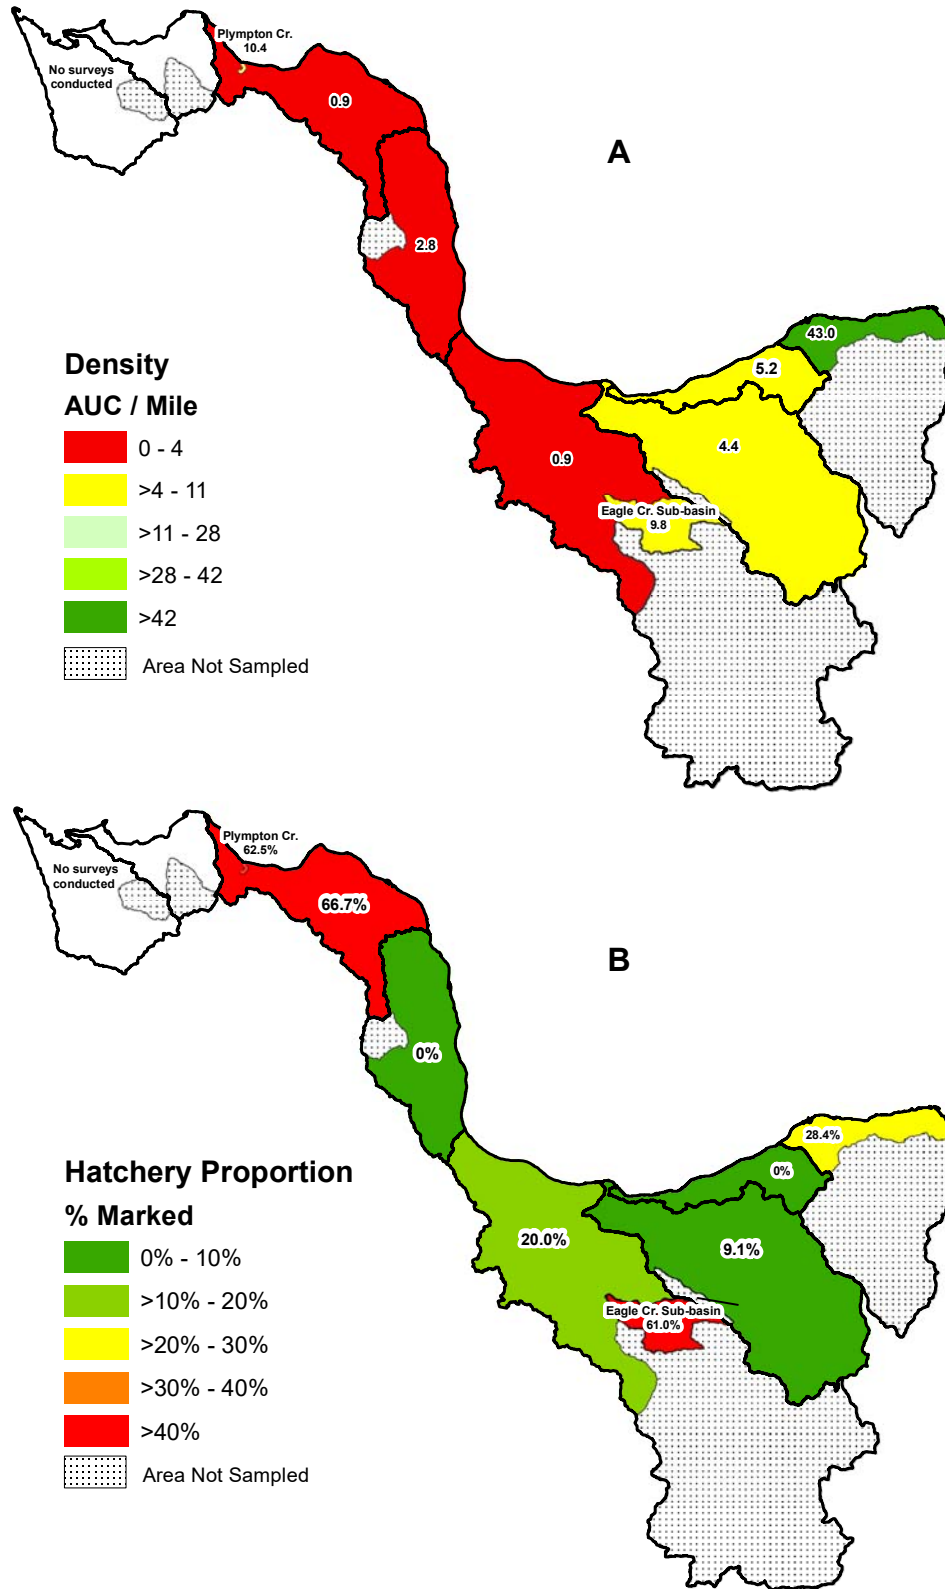 Plympton Cr.
10.4
No surveys
conducted
0.9
A
2.8
43.0
5.2
Density
AUC / Mile
0 - 4
>4 - 11
>11 - 28
>28 - 42
>42
Area Not Sampled
4.4
0.9
Eagle Cr. Sub-basin
9.8
Plympton Cr.
62.5%
No surveys
conducted
66.7%
B
0%
28.4%
0%
Hatchery Proportion
% Marked
0% - 10%
>10% - 20%
>20% - 30%
>30% - 40%
>40%
Area Not Sampled
20.0%
9.1%
Eagle Cr. Sub-basin
61.0%